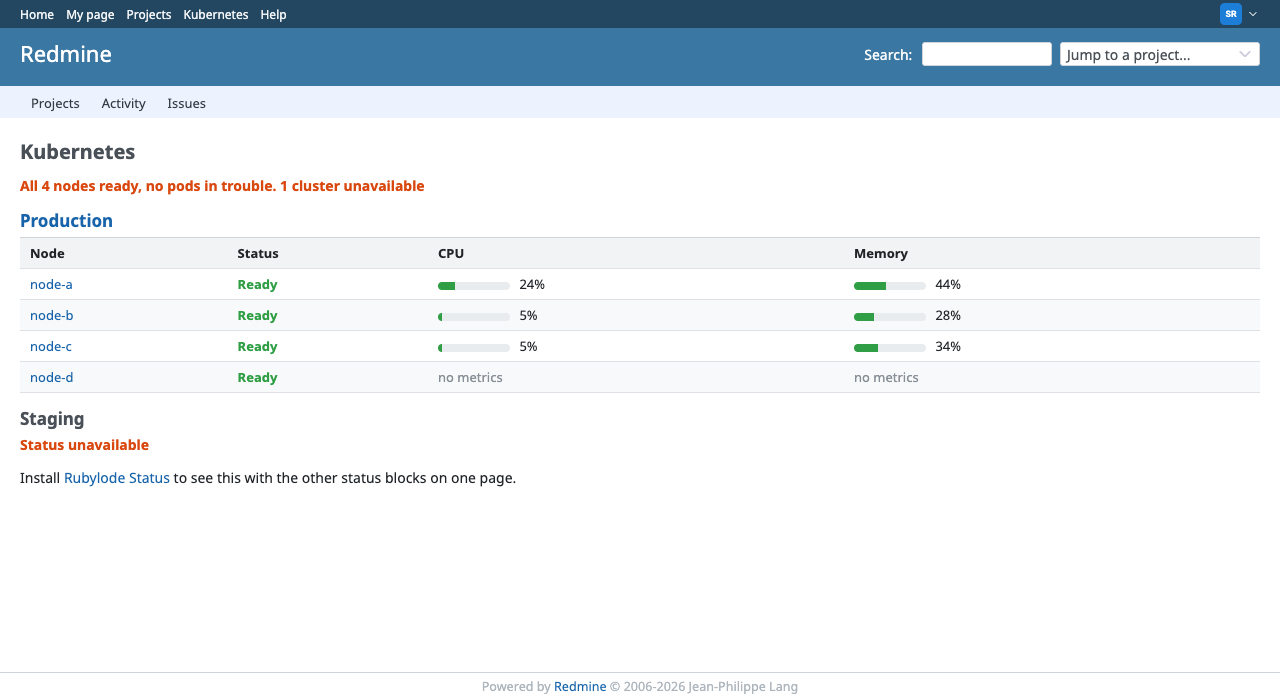 Home My page Projects Kubernetes Help SR
Redmine Search: Jump to a project...
Projects Activity Issues
Kubernetes
All 4 nodes ready, no pods in trouble. 1 cluster unavailable
Production
Node Status CPU Memory
node-a Ready 24% 44%
node-b Ready 5% 28%
node-c Ready 5% 34%
node-d Ready no metrics no metrics
Staging
Status unavailable
Install Rubylode Status to see this with the other status blocks on one page.
Powered by Redmine © 2006-2026 Jean-Philippe Lang